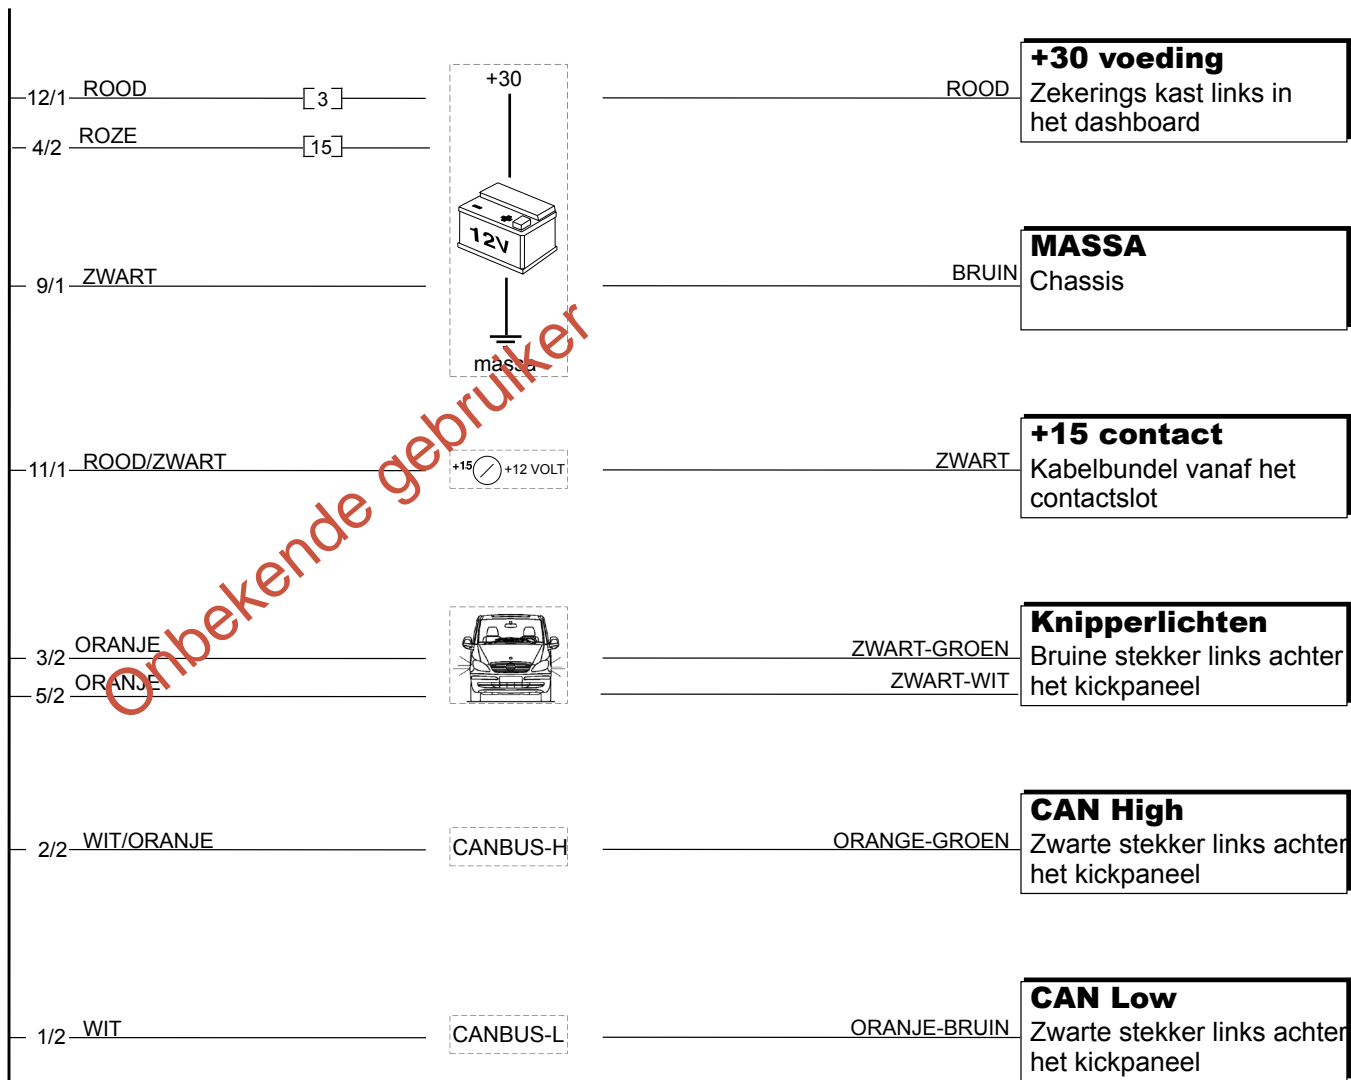 12/1 ROOD [3] +30 ROOD
+30 voeding
Zekerings kast links in
het dashboard
4/2 ROZE [15]
12V
9/1 ZWART BRUIN
MASSA
Chassis
massa
11/1 ROOD/ZWART +15 +12 VOLT ZWART
+15 contact
Kabelbundel vanaf het
contactslot
3/2 ORANJE ZWART-GROEN
5/2 ORANJE ZWART-WIT
Knipperlichten
Bruine stekker links achter
het kickpaneel
2/2 WIT/ORANJE CANBUS-H ORANGE-GROEN
CAN High
Zwarte stekker links achter
het kickpaneel
1/2 WIT CANBUS-L ORANJE-BRUIN
CAN Low
Zwarte stekker links achter
het kickpaneel
Onbekende gebruiker